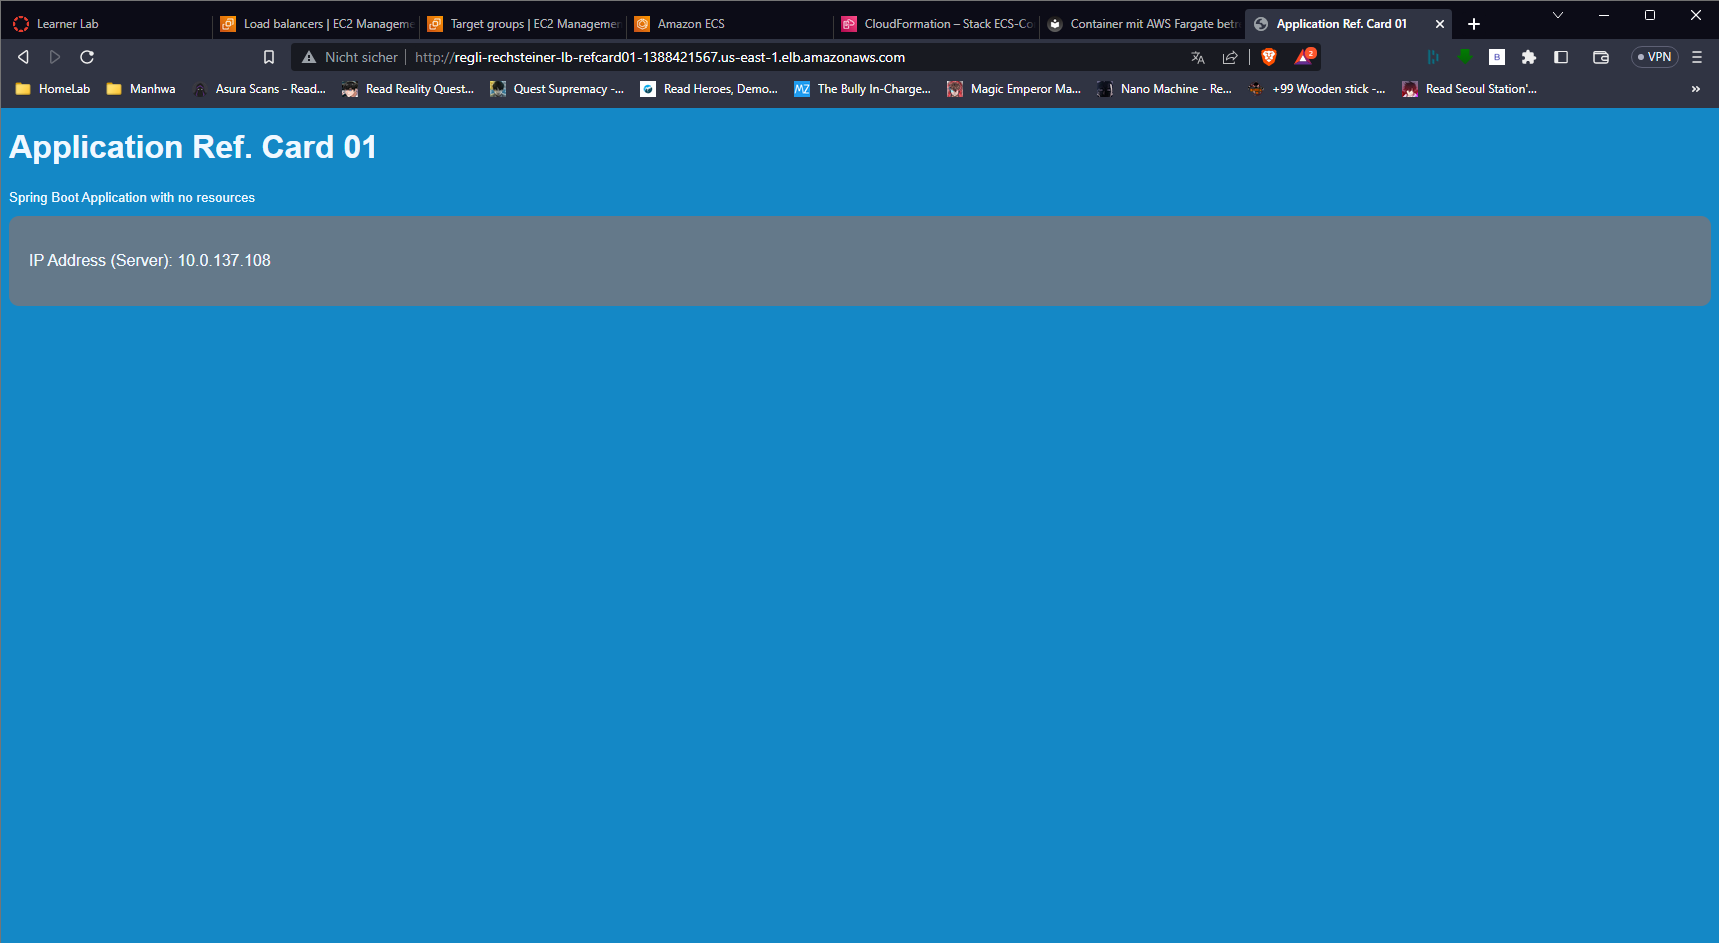 Learner Lab
Load balancers | EC2 Manageme
Target groups | EC2 Managemen
Amazon ECS
CloudFormation – Stack ECS-Co
Container mit AWS Fargate betr
Application Ref. Card 01
Nicht sicher
http://regli-rechsteiner-lb-refcard01-1388421567.us-east-1.elb.amazonaws.com
2
B
VPN
HomeLab
Manhwa
Asura Scans - Read...
Read Reality Quest...
Quest Supremacy -...
Read Heroes, Demo...
MZ
The Bully In-Charge...
Magic Emperor Ma...
Nano Machine - Re...
+99 Wooden stick -...
Read Seoul Station'...
»
Application Ref. Card 01
Spring Boot Application with no resources
IP Address (Server): 10.0.137.108